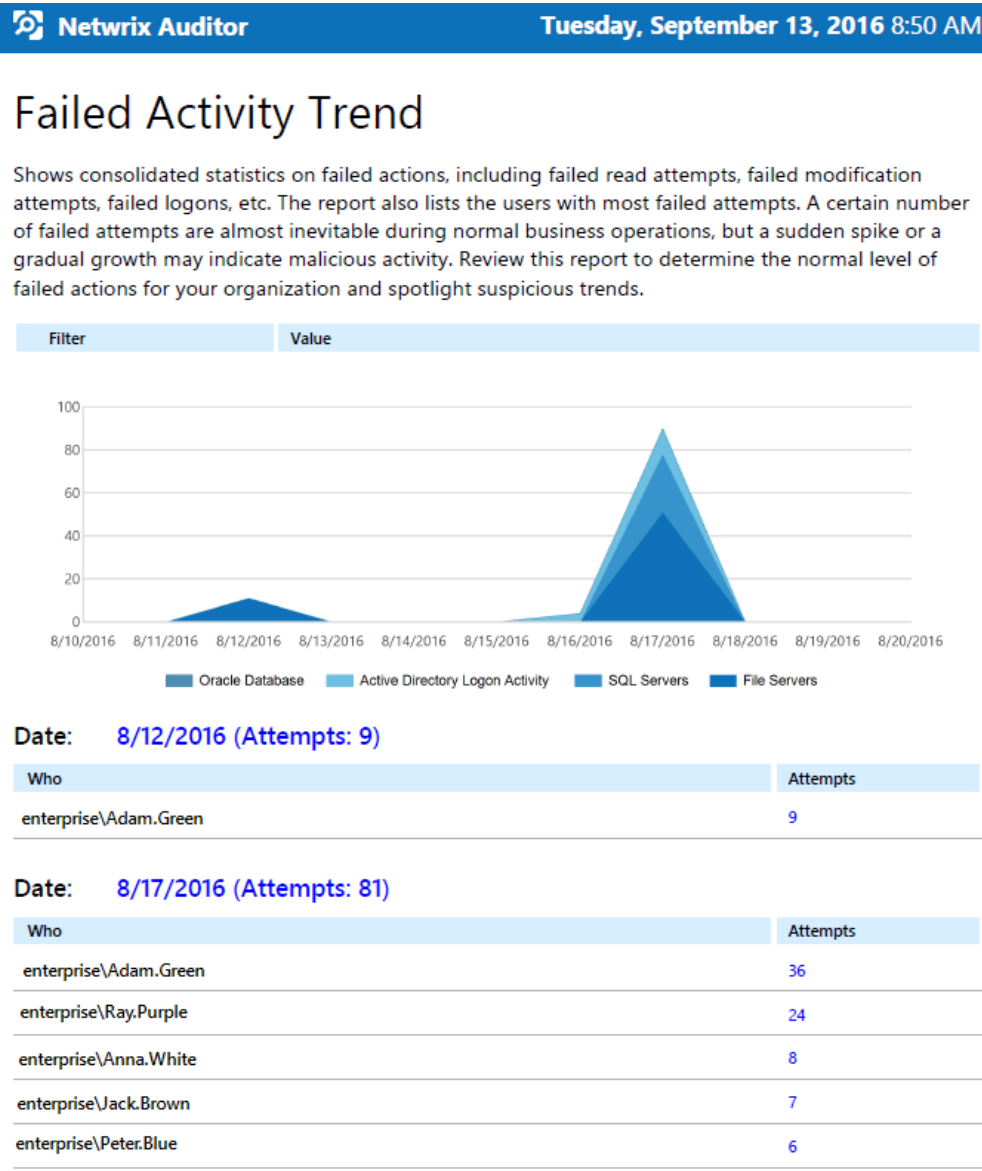 Netwrix Auditor Tuesday, September 13, 2016 8:50 AM
Failed Activity Trend
Shows consolidated statistics on failed actions, including failed read attempts, failed modification
attempts, failed logons, etc. The report also lists the users with most failed attempts. A certain number
of failed attempts are almost inevitable during normal business operations, but a sudden spike or a
gradual growth may indicate malicious activity. Review this report to determine the normal level of
failed actions for your organization and spotlight suspicious trends.
Filter Value
100
80
60
40
20
0
8/10/2016 8/11/2016 8/12/2016 8/13/2016 8/14/2016 8/15/2016 8/16/2016 8/17/2016 8/18/2016 8/19/2016 8/20/2016
Oracle Database Active Directory Logon Activity SQL Servers File Servers
Date: 8/12/2016 (Attempts: 9)
Who Attempts
enterprise\Adam.Green 9
Date: 8/17/2016 (Attempts: 81)
Who Attempts
enterprise\Adam.Green 36
enterprise\Ray.Purple 24
enterprise\Anna.White 8
enterprise\Jack.Brown 7
enterprise\Peter.Blue 6